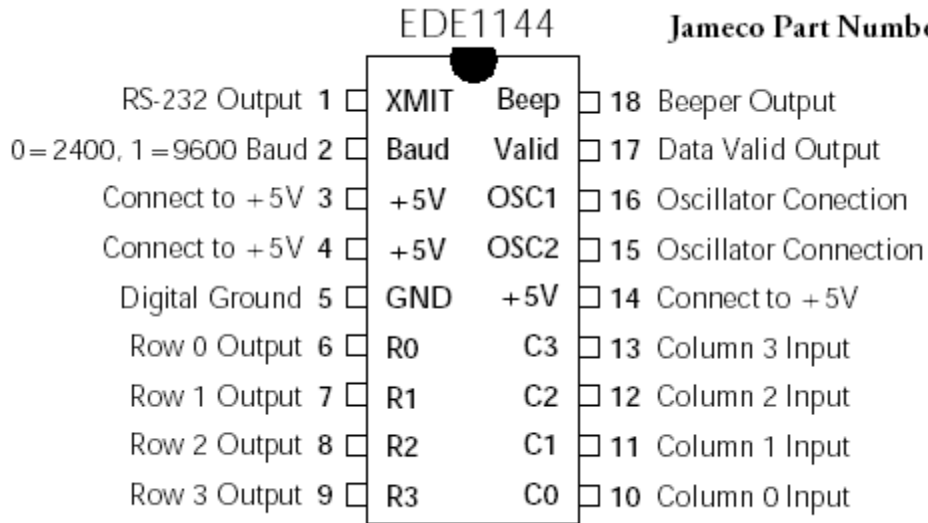 EDE1144 Jameco Part Numbe
RS-232 Output 1 XMIT Beep 18 Beeper Output
0=2400, 1=9600 Baud 2 Baud Valid 17 Data Valid Output
Connect to +5V 3 +5V OSC1 16 Oscillator Conection
Connect to +5V 4 +5V OSC2 15 Oscillator Connection
Digital Ground 5 GND +5V 14 Connect to +5V
Row 0 Output 6 R0 C3 13 Column 3 Input
Row 1 Output 7 R1 C2 12 Column 2 Input
Row 2 Output 8 R2 C1 11 Column 1 Input
Row 3 Output 9 R3 C0 10 Column 0 Input